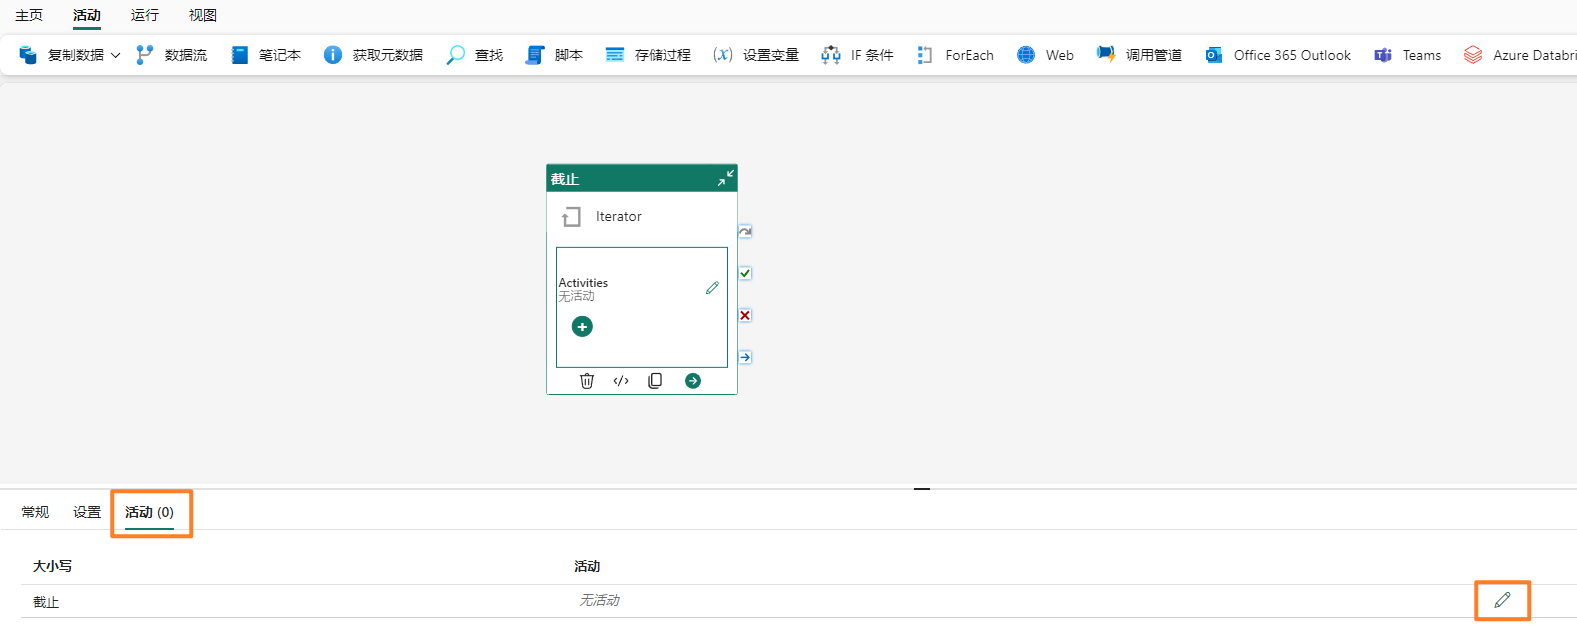 主页 活动 运行 视图
复制数据 数据流 笔记本 获取元数据 查找 脚本 存储过程 (x) 设置变量 IF 条件 ForEach Web 调用管道 Office 365 Outlook Teams Azure Databri
截止
Iterator
Activities
无活动
常规 设置 活动 (0)
大小写 活动
截止 无活动